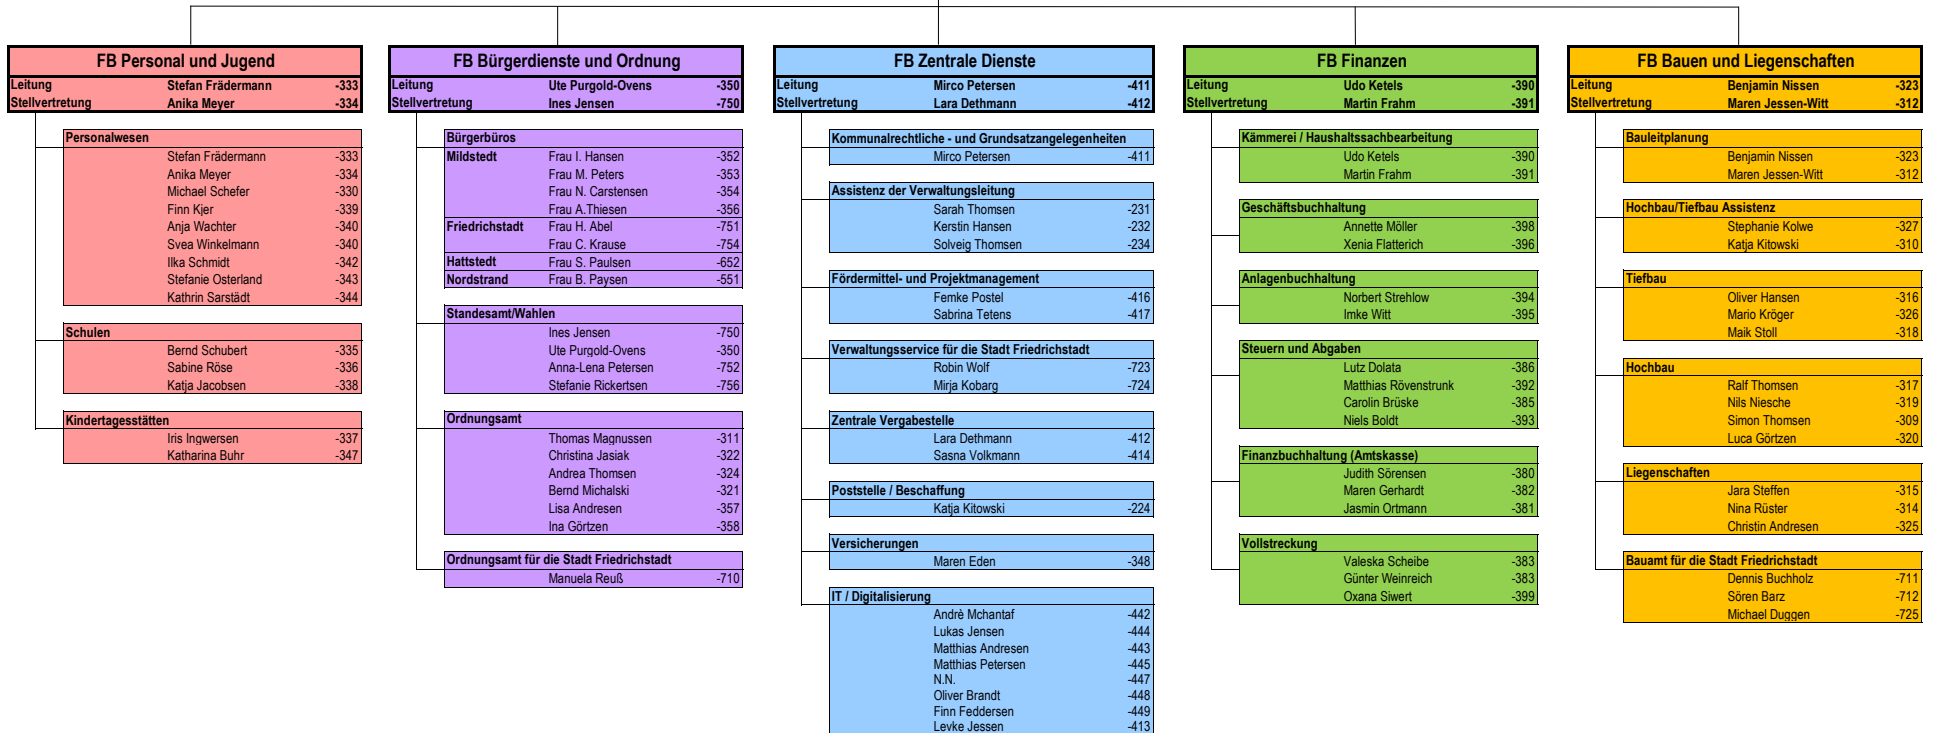 FB Personal und Jugend
Leitung Stefan Frädermann -333
Stellvertretung Anika Meyer -334
Personalwesen
Stefan Frädermann -333
Anika Meyer -334
Michael Schefer -330
Finn Kjer -339
Anja Wachter -340
Svea Winkelmann -340
Ilka Schmidt -342
Stefanie Osterland -343
Kathrin Sarstädt -344
Schulen
Bernd Schubert -335
Sabine Röse -336
Katja Jacobsen -338
Kindertagesstätten
Iris Ingwersen -337
Katharina Buhr -347
FB Bürgerdienste und Ordnung
Leitung Ute Purgold-Ovens -350
Stellvertretung Ines Jensen -750
Bürgerbüros
Mildstedt Frau I. Hansen -352
Frau M. Peters -353
Frau N. Carstensen -354
Frau A.Thiesen -356
Friedrichstadt Frau H. Abel -751
Frau C. Krause -754
Hattstedt Frau S. Paulsen -652
Nordstrand Frau B. Paysen -551
Standesamt/Wahlen
Ines Jensen -750
Ute Purgold-Ovens -350
Anna-Lena Petersen -752
Stefanie Rickertsen -756
Ordnungsamt
Thomas Magnussen -311
Christina Jasiak -322
Andrea Thomsen -324
Bernd Michalski -321
Lisa Andresen -357
Ina Görtzen -358
Ordnungsamt für die Stadt Friedrichstadt
Manuela Reuß -710
FB Zentrale Dienste
Leitung Mirco Petersen -411
Stellvertretung Lara Dethmann -412
Kommunalrechtliche - und Grundsatzangelegenheiten
Mirco Petersen -411
Assistenz der Verwaltungsleitung
Sarah Thomsen -231
Kerstin Hansen -232
Solveig Thomsen -234
Fördermittel- und Projektmanagement
Femke Postel -416
Sabrina Tetens -417
Verwaltungsservice für die Stadt Friedrichstadt
Robin Wolf -723
Mirja Kobarg -724
Zentrale Vergabestelle
Lara Dethmann -412
Sasna Volkmann -414
Poststelle / Beschaffung
Katja Kitowski -224
Versicherungen
Maren Eden -348
IT / Digitalisierung
Andrè Mchantaf -442
Lukas Jensen -444
Matthias Andresen -443
Matthias Petersen -445
N.N. -447
Oliver Brandt -448
Finn Feddersen -449
Levke Jessen -413
FB Finanzen
Leitung Udo Ketels -390
Stellvertretung Martin Frahm -391
Kämmerei / Haushaltssachbearbeitung
Udo Ketels -390
Martin Frahm -391
Geschäftsbuchhaltung
Annette Möller -398
Xenia Flatterich -396
Anlagenbuchhaltung
Norbert Strehlow -394
Imke Witt -395
Steuern und Abgaben
Lutz Dolata -386
Matthias Rövenstrunk -392
Carolin Brüske -385
Niels Boldt -393
Finanzbuchhaltung (Amtskasse)
Judith Sörensen -380
Maren Gerhardt -382
Jasmin Ortmann -381
Vollstreckung
Valeska Scheibe -383
Günter Weinreich -383
Oxana Siwert -399
FB Bauen und Liegenschaften
Leitung Benjamin Nissen -323
Stellvertretung Maren Jessen-Witt -312
Bauleitplanung
Benjamin Nissen -323
Maren Jessen-Witt -312
Hochbau/Tiefbau Assistenz
Stephanie Kolwe -327
Katja Kitowski -310
Tiefbau
Oliver Hansen -316
Mario Kröger -326
Maik Stoll -318
Hochbau
Ralf Thomsen -317
Nils Niesche -319
Simon Thomsen -309
Luca Görtzen -320
Liegenschaften
Jara Steffen -315
Nina Rüster -314
Christin Andresen -325
Bauamt für die Stadt Friedrichstadt
Dennis Buchholz -711
Sören Barz -712
Michael Duggen -725